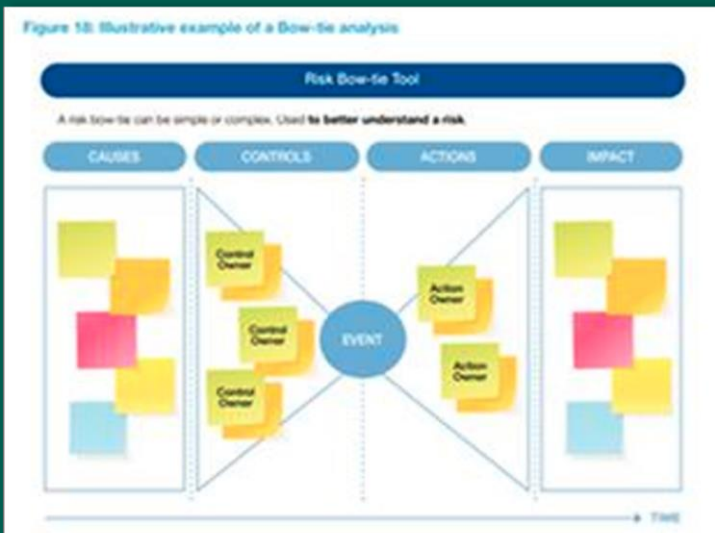 Figure 18: Illustrative example of a Bow-tie analysis
Risk Bow-tie Tool
A risk bow-tie can be simple or complex. Used to better understand a risk.
CAUSES
CONTROLS
ACTIONS
IMPACT
Control
Owner
Control
Owner
Control
Owner
EVENT
Action
Owner
Action
Owner
TIME